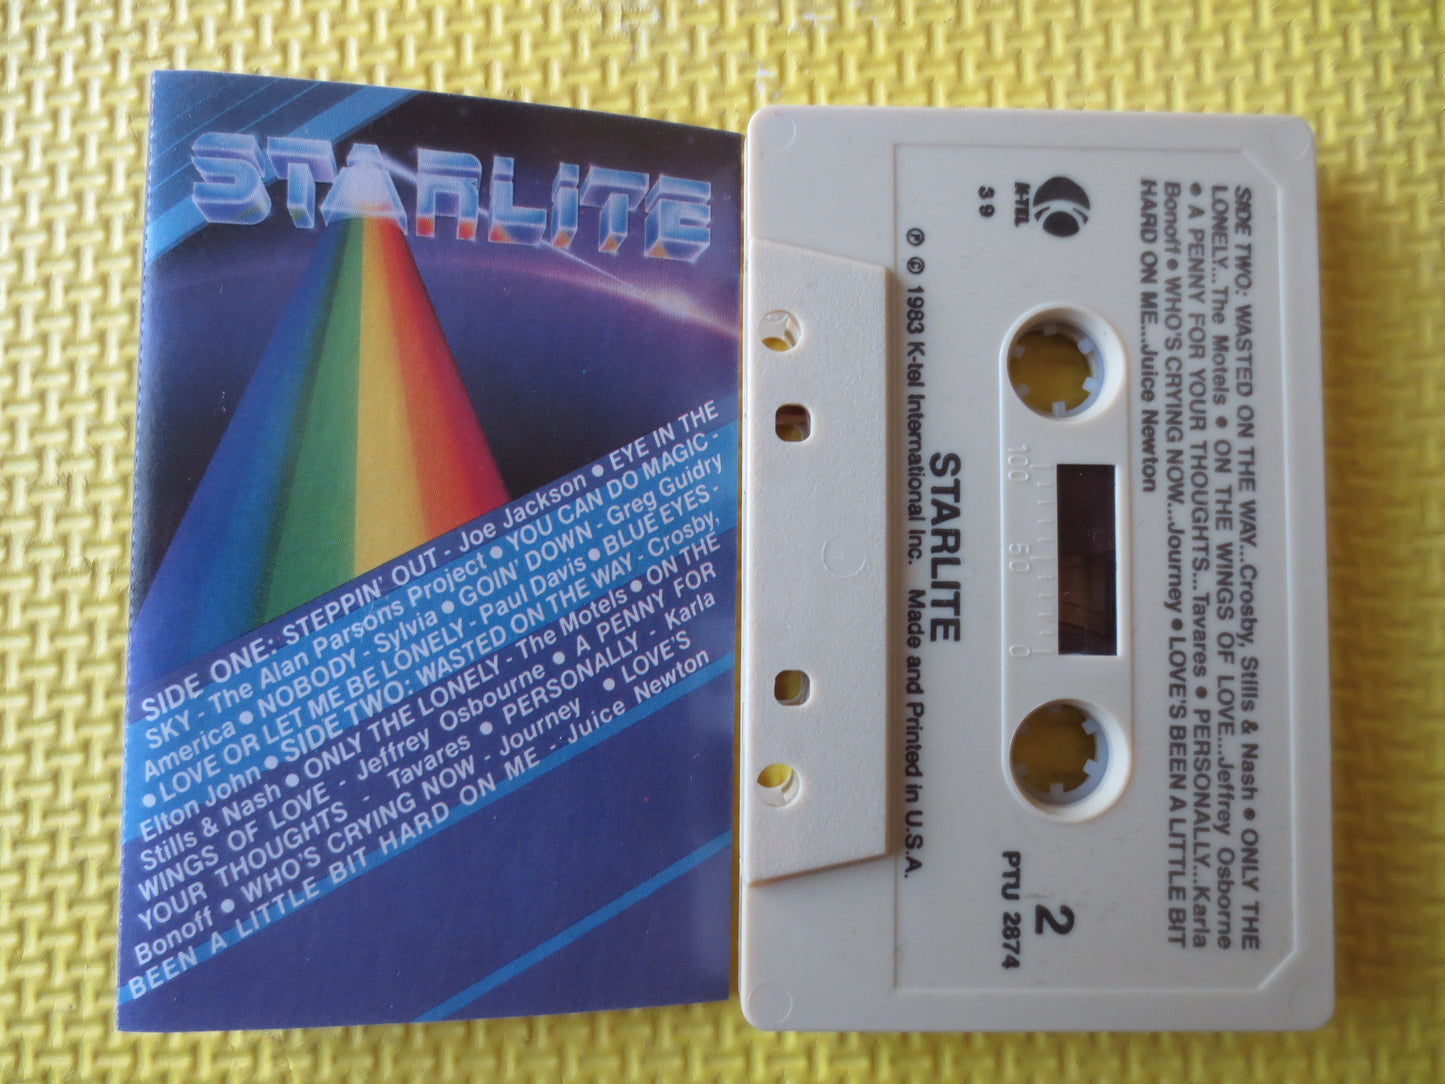 STARLITE
SIDE ONE: STEPPIN' OUT - Joe Jackson • EYE IN THE
SKY - The Alan Parsons Project • YOU CAN DO MAGIC -
America • NOBODY - Sylvia • GOIN' DOWN - Greg Guidry
• LOVE OR LET ME BE LONELY - Paul Davis • BLUE EYES -
Elton John • SIDE TWO: WASTED ON THE WAY - Crosby,
Stills & Nash • ONLY THE LONELY - The Motels • ON THE
WINGS OF LOVE - Jeffrey Osbourne • A PENNY FOR
YOUR THOUGHTS - Tavares • PERSONALLY - Karla
Bonoff • WHO'S CRYING NOW - Journey • LOVE'S
BEEN A LITTLE BIT HARD ON ME - Juice Newton
SIDE TWO: WASTED ON THE WAY...Crosby, Stills & Nash • ONLY THE
LONELY...The Motels • ON THE WINGS OF LOVE...Jeffrey Osborne
• A PENNY FOR YOUR THOUGHTS...Tavares • PERSONALLY...Karla
Bonoff • WHO'S CRYING NOW...Journey • LOVE'S BEEN A LITTLE BIT
HARD ON ME...Juice Newton
K-TEL
39
100 50 0
2
PTU 2874
STARLITE
℗ © 1983 K-tel International Inc. Made and Printed in U.S.A.